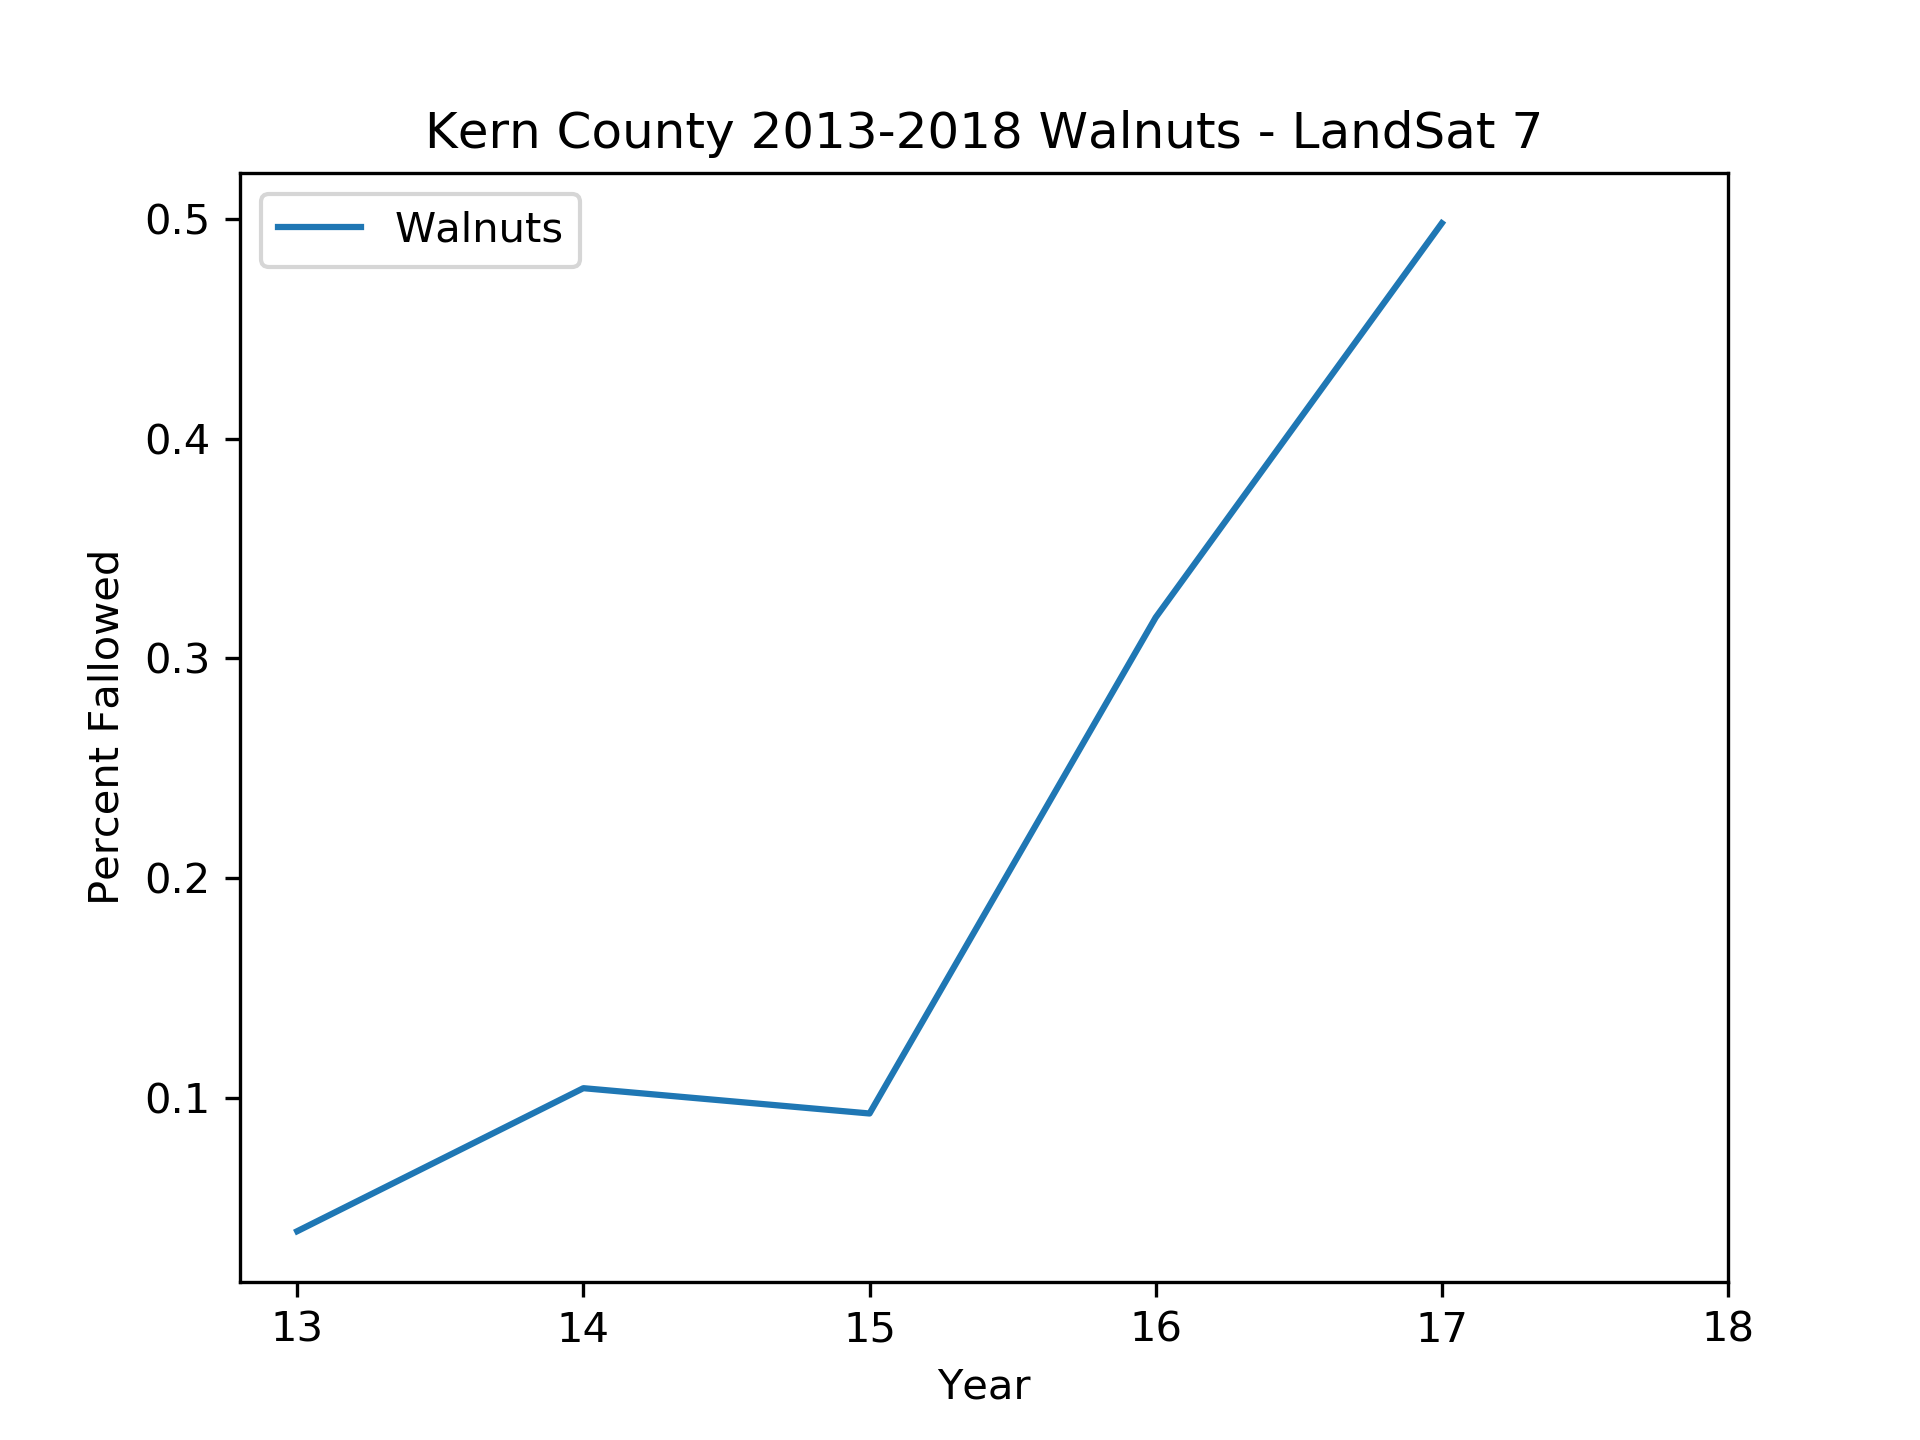 Kern County 2013-2018 Walnuts - LandSat 7
Walnuts
0.5
0.4
0.3
0.2
0.1
Percent Fallowed
13 14 15 16 17 18
Year